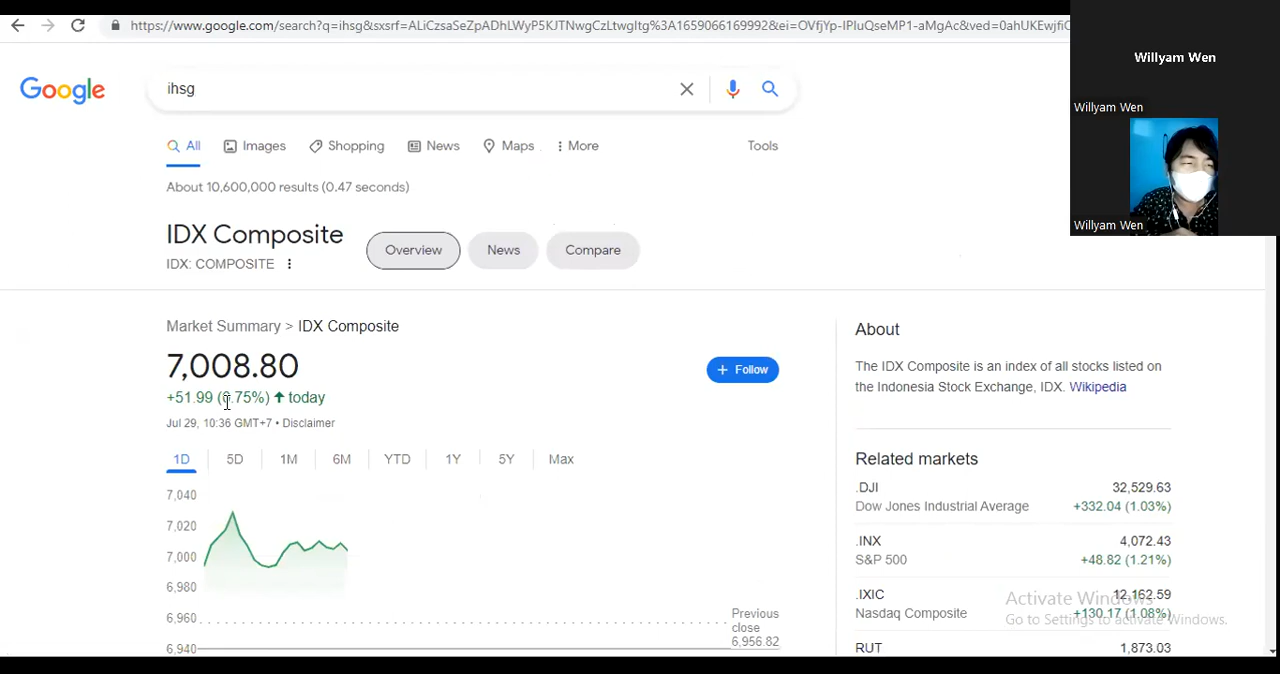 https://www.google.com/search?q=ihsg&sxsrf=ALiCzsaSeZpADhLWyP5KJTNwgCzLtwgltg%3A1659066169992&ei=OVfjYp-IPluQseMP1-aMgAc&ved=0ahUKEwjfi
Willyam Wen
Willyam Wen
Willyam Wen
Google
ihsg
All Images Shopping News Maps More Tools
About 10,600,000 results (0.47 seconds)
IDX Composite
IDX: COMPOSITE
Overview News Compare
Market Summary > IDX Composite
7,008.80
+51.99 (0.75%) today
Jul 29, 10:36 GMT+7 • Disclaimer
+ Follow
1D 5D 1M 6M YTD 1Y 5Y Max
7,040
7,020
7,000
6,980
6,960
6,940
Previous
close
6,956.82
About
The IDX Composite is an index of all stocks listed on
the Indonesia Stock Exchange, IDX. Wikipedia
Related markets
.DJI 32,529.63
Dow Jones Industrial Average +332.04 (1.03%)
.INX 4,072.43
S&P 500 +48.82 (1.21%)
.IXIC 12,162.59
Nasdaq Composite +130.17 (1.08%)
RUT 1,873.03
Activate Windows
Go to Settings to activate Windows.